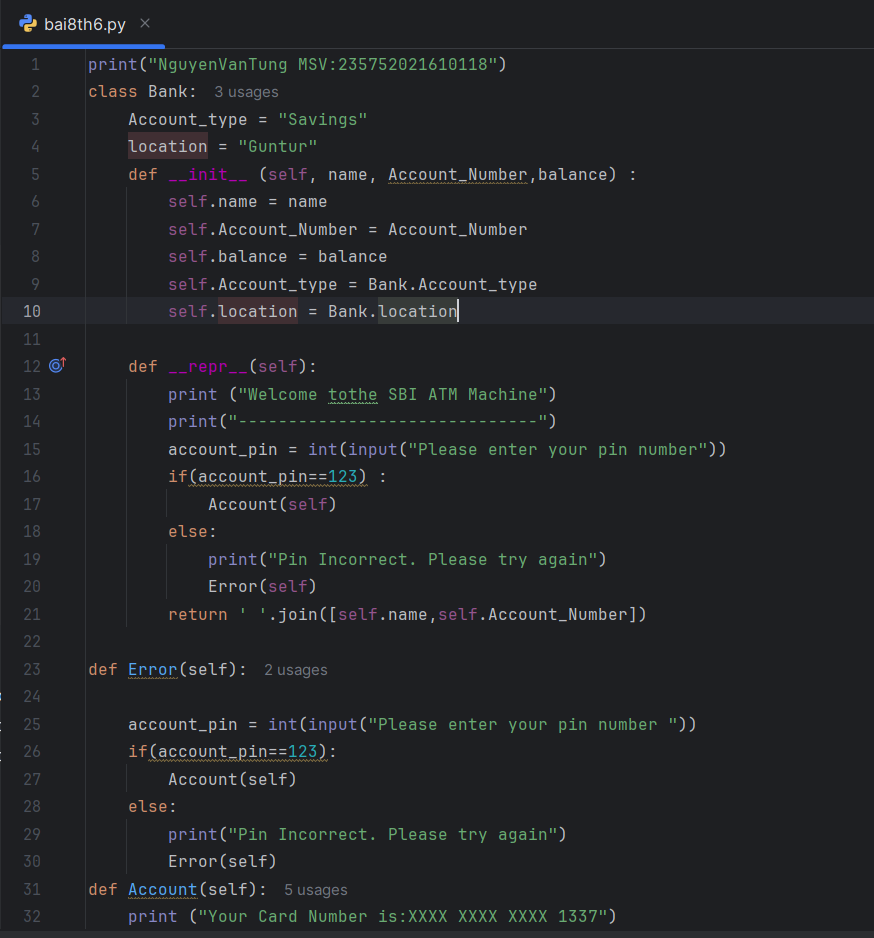 bai8th6.py
1 print("NguyenVanTung MSV:235752021610118")
2 class Bank: 3 usages
3     Account_type = "Savings"
4     location = "Guntur"
5     def __init__ (self, name, Account_Number,balance) :
6         self.name = name
7         self.Account_Number = Account_Number
8         self.balance = balance
9         self.Account_type = Bank.Account_type
10         self.location = Bank.location
11
12     def __repr__(self):
13         print ("Welcome tothe SBI ATM Machine")
14         print("------------------------------")
15         account_pin = int(input("Please enter your pin number"))
16         if(account_pin==123) :
17             Account(self)
18         else:
19             print("Pin Incorrect. Please try again")
20             Error(self)
21         return ' '.join([self.name,self.Account_Number])
22
23 def Error(self): 2 usages
24
25     account_pin = int(input("Please enter your pin number "))
26     if(account_pin==123):
27         Account(self)
28     else:
29         print("Pin Incorrect. Please try again")
30         Error(self)
31 def Account(self): 5 usages
32     print ("Your Card Number is:XXXX XXXX XXXX 1337")